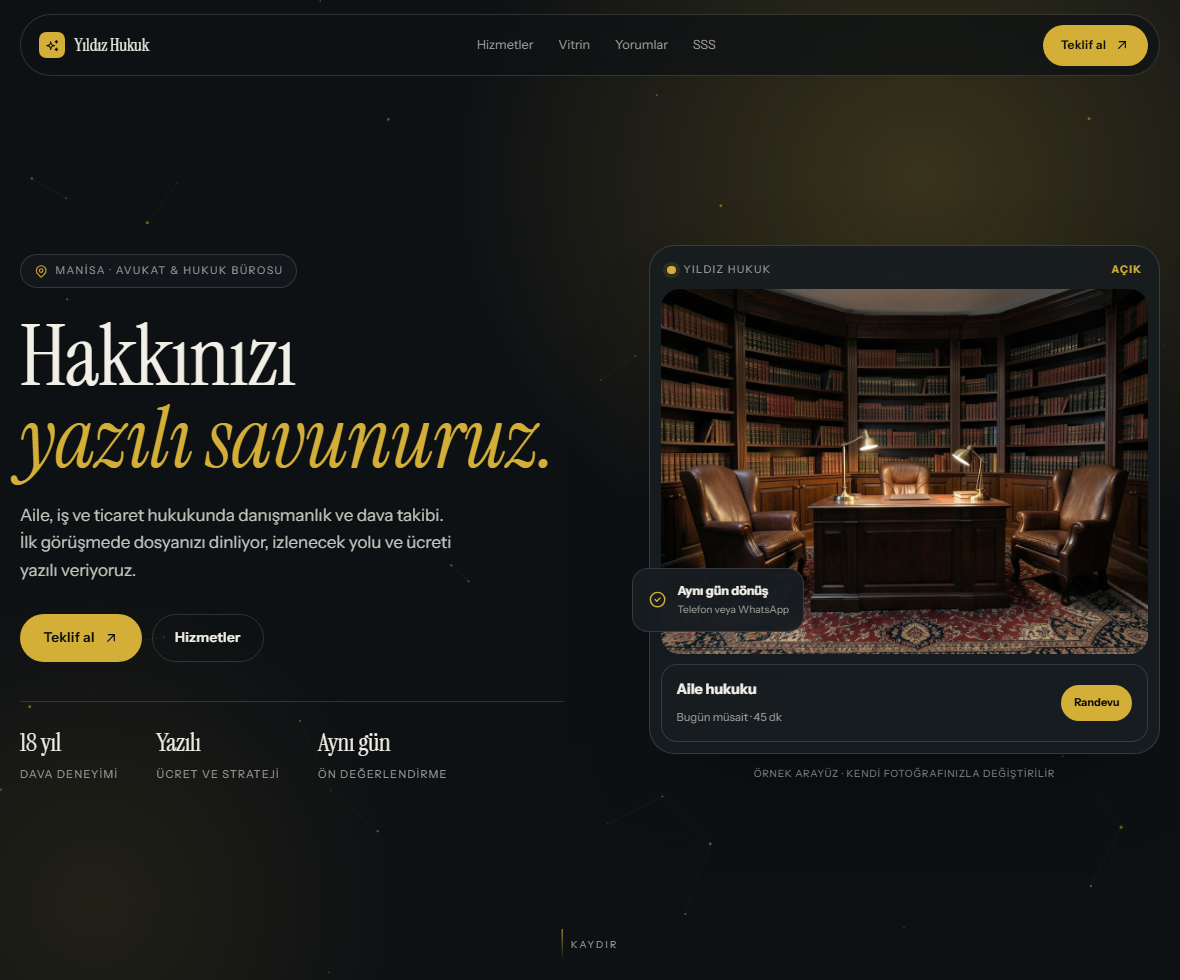 Yıldız Hukuk
Hizmetler
Vitrin
Yorumlar
SSS
Teklif al
MANİSA · AVUKAT & HUKUK BÜROSU
Hakkınızı
yazılı savunuruz.
Aile, iş ve ticaret hukukunda danışmanlık ve dava takibi.
İlk görüşmede dosyanızı dinliyor, izlenecek yolu ve ücreti
yazılı veriyoruz.
Teklif al
Hizmetler
18 yıl
DAVA DENEYİMİ
Yazılı
ÜCRET VE STRATEJİ
Aynı gün
ÖN DEĞERLENDİRME
YILDIZ HUKUK
AÇIK
Aynı gün dönüş
Telefon veya WhatsApp
Aile hukuku
Bugün müsait · 45 dk
Randevu
ÖRNEK ARAYÜZ · KENDİ FOTOĞRAFINIZLA DEĞİŞTİRİLİR
KAYDIR